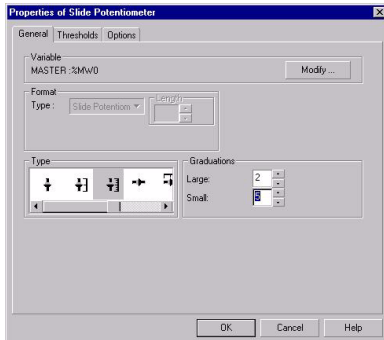 Properties of Slide Potentiometer
General Thresholds Options
Variable
MASTER :%MW0
Modify ...
Format
Type : Slide Potentiom
Length
Type
Graduations
Large: 2
Small: 5
OK Cancel Help